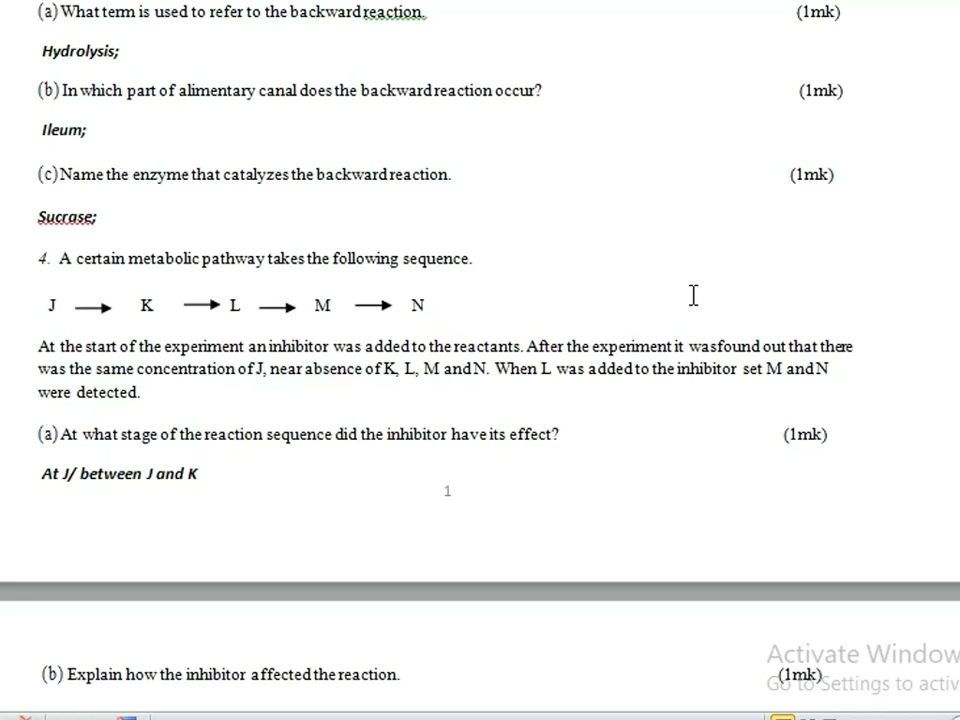 (a) What term is used to refer to the backward reaction. (1mk)
Hydrolysis;
(b) In which part of alimentary canal does the backward reaction occur? (1mk)
Ileum;
(c) Name the enzyme that catalyzes the backward reaction. (1mk)
Sucrase;
4. A certain metabolic pathway takes the following sequence.
J → K → L → M → N
At the start of the experiment an inhibitor was added to the reactants. After the experiment it was found out that there
was the same concentration of J, near absence of K, L, M and N. When L was added to the inhibitor set M and N
were detected.
(a) At what stage of the reaction sequence did the inhibitor have its effect? (1mk)
At J/ between J and K
1
Activate Window
(b) Explain how the inhibitor affected the reaction. (1mk)
Go to Settings to activ